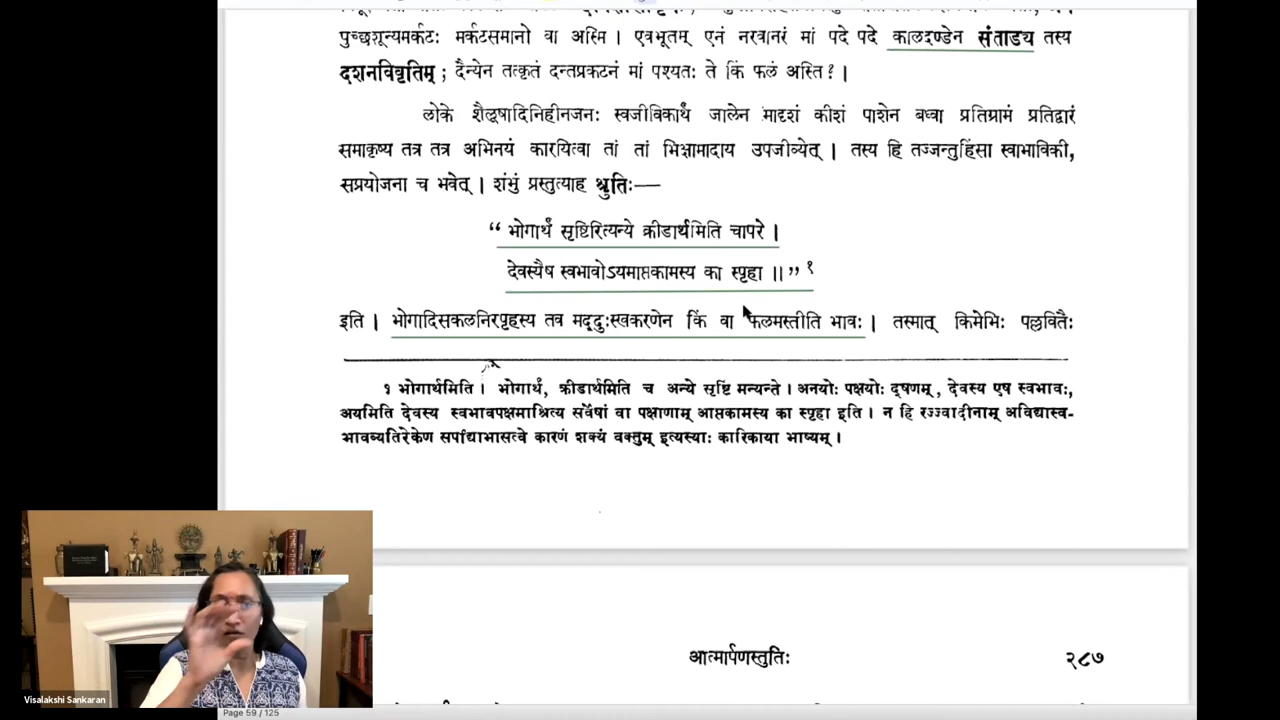 पुच्छशून्यमर्कटः मर्कटसमानो वा अस्मि । एवंभूतम् एनं नरवानरं मां पदे पदे कालदण्डेन संताड्य तस्य
दशनविवृतिम् ; दैन्येन तत्कृतं दन्तप्रकटनं मां पश्यतः ते किं फलं अस्ति ? ।
लोके शैलूषादिनिहीनजनः स्वजीविकार्थं जालेन मादृशं कीशं पाशेन बध्वा प्रतिग्रामं प्रतिद्वारं
समाकृष्य तत्र तत्र अभिनयं कारयित्वा तां तां भिक्षामादाय उपजीव्येत् । तस्य हि तज्जन्तुहिंसा स्वाभाविकी,
सप्रयोजना च भवेत् । शंभुं प्रस्तुत्याह श्रुतिः—
“ भोगार्थं सृष्टिरित्यन्ये क्रीडार्थमिति चापरे ।
देवस्यैष स्वभावोऽयमाप्तकामस्य का स्पृहा ॥ ” १
इति । भोगादिसकलनिरपृहस्य तव मद्दुःखकरणेन किं वा फलमस्तीति भावः । तस्मात् किमेभिः पल्लवितैः
१ भोगार्थमिति । भोगार्थं, क्रीडार्थमिति च अन्ये सृष्टिं मन्यन्ते । अनयोः पक्षयोः दूषणम्, देवस्य एष स्वभावः,
अयमिति देवस्य स्वभावपक्षमाश्रित्य सर्वेषां वा पक्षाणाम् आप्तकामस्य का स्पृहा इति । न हि रज्ज्वादीनाम् अविद्यास्व-
भावव्यतिरेकेण सर्पाद्याभासत्वे कारणं शक्यं वक्तुम् इत्यस्याः कारिकाया भाष्यम् ।
आत्मार्पणस्तुतिः २८७
Visalakshi Sankaran
Page 59 / 125